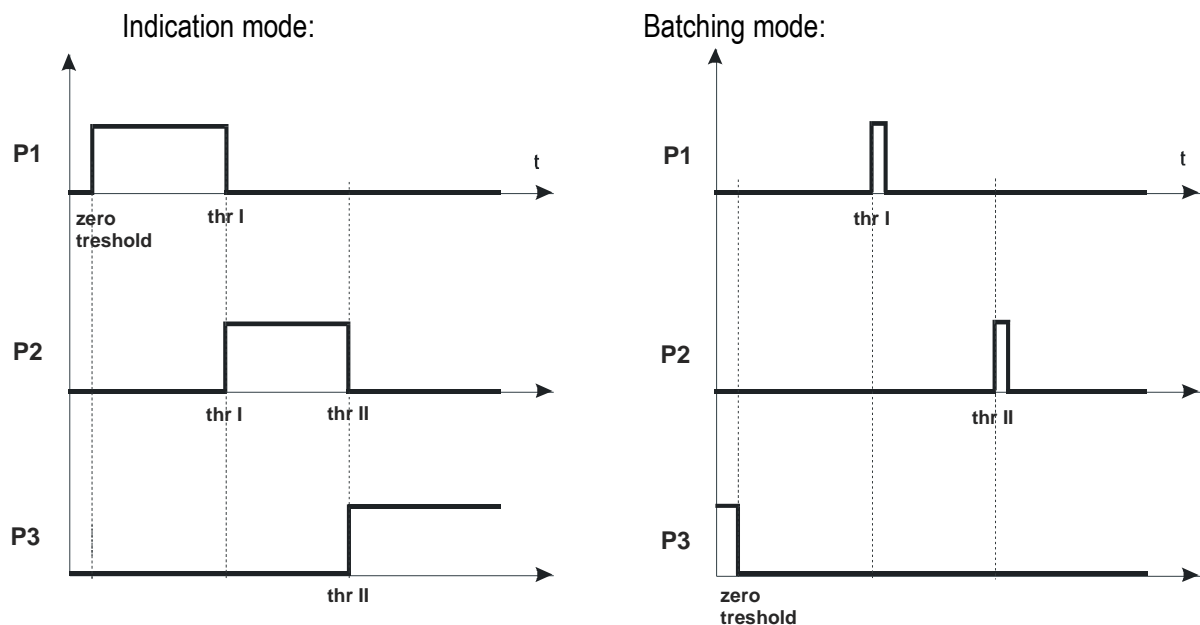 Indication mode:
P1
t
zero
treshold
thr I
P2
thr I
thr II
P3
thr II
Batching mode:
P1
t
thr I
P2
thr II
P3
zero
treshold